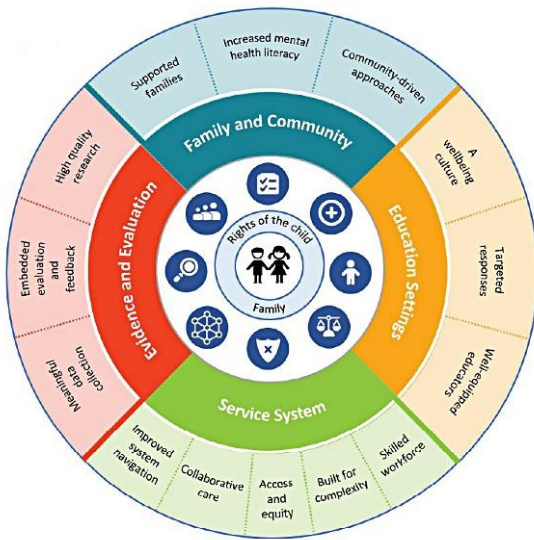 Supported
families
Increased mental
health literacy
Community-driven
approaches
Family and Community
A
wellbeing
culture
Targeted
responses
Well-equipped
educators
Education Settings
Improved
system
navigation
Collaborative
care
Access
and
equity
Built for
complexity
Skilled
workforce
Service System
High quality
research
Embedded
evaluation
and
feedback
Meaningful
data
collection
Evidence and Evaluation
Rights of the child
Family